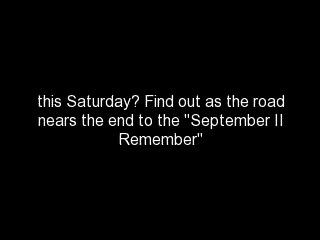 this Saturday? Find out as the road
nears the end to the "September II
Remember"